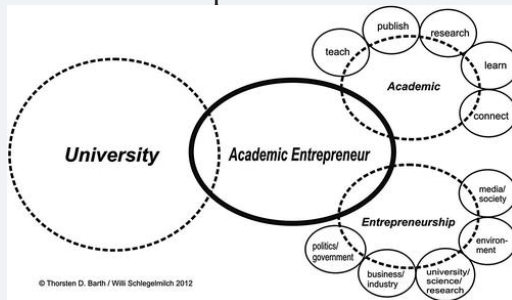 publish
research
teach
learn
Academic
connect
University
Academic Entrepreneur
media/
society
Entrepreneurship
environ-
ment
politics/
government
business/
industry
university/
science/
research
© Thorsten D. Barth / Willi Schlegelmilch 2012